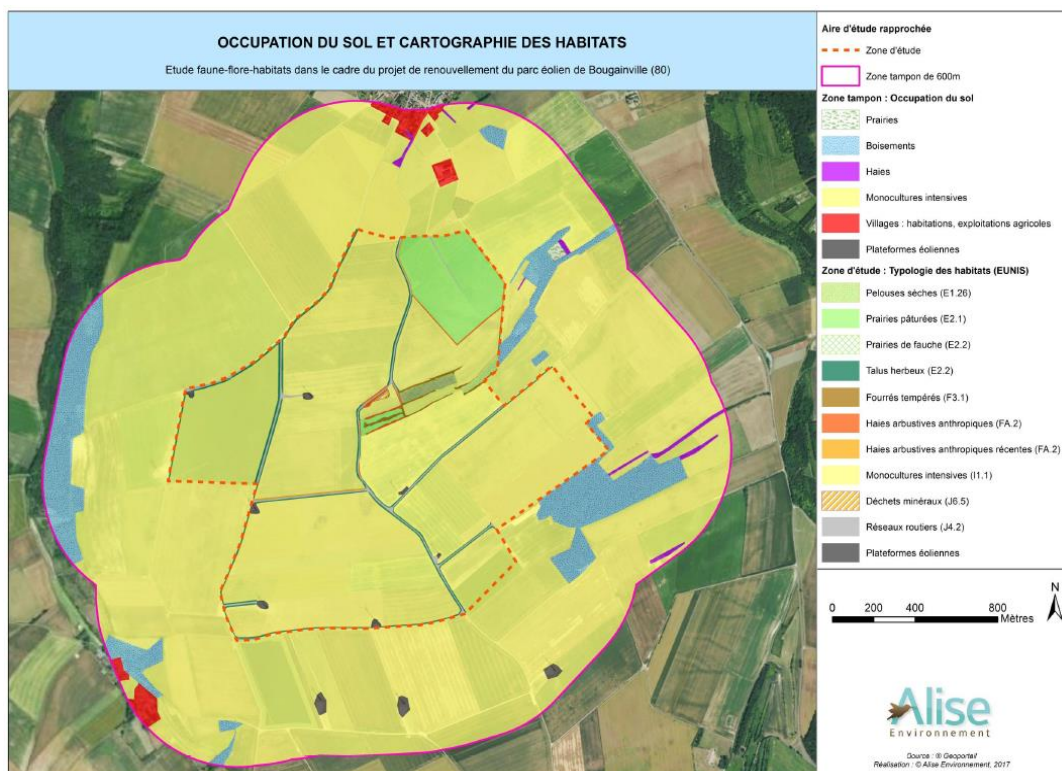 OCCUPATION DU SOL ET CARTOGRAPHIE DES HABITATS
Etude faune-flore-habitats dans le cadre du projet de renouvellement du parc éolien de Bougainville (80)
Aire d'étude rapprochée
Zone d'étude
Zone tampon de 600m
Zone tampon : Occupation du sol
Prairies
Boisements
Haies
Monocultures intensives
Villages : habitations, exploitations agricoles
Plateformes éoliennes
Zone d'étude : Typologie des habitats (EUNIS)
Pelouses sèches (E1.26)
Prairies pâturées (E2.1)
Prairies de fauche (E2.2)
Talus herbeux (E2.2)
Fourrés tempérés (F3.1)
Haies arbustives anthropiques (FA.2)
Haies arbustives anthropiques récentes (FA.2)
Monocultures intensives (I1.1)
Déchets minéraux (J6.5)
Réseaux routiers (J4.2)
Plateformes éoliennes
N
0 200 400 800
Mètres
Alise
Environnement
Source : ® Geoportail
Réalisation : © Alise Environnement, 2017